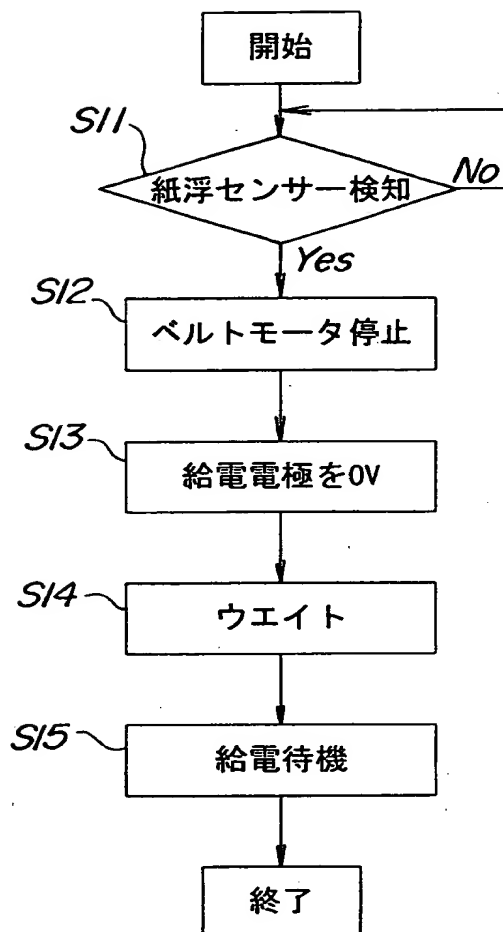 開始
S11
紙浮センサー検知
No
Yes
S12
ベルトモータ停止
S13
給電電極を0V
S14
ウエイト
S15
給電待機
終了